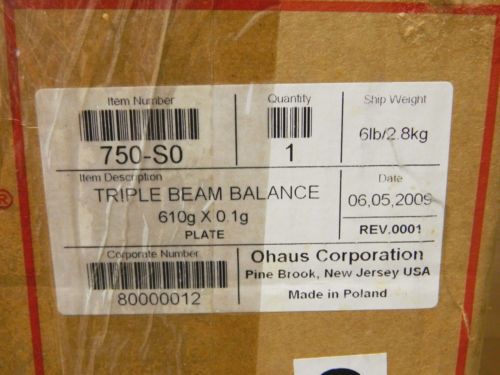 Item Number
750-S0
Quantity
1
Ship Weight
6lb/2.8kg
Item Description
TRIPLE BEAM BALANCE
610g X 0.1g
PLATE
Date
06,05,2009
REV.0001
Corporate Number
80000012
Ohaus Corporation
Pine Brook, New Jersey USA
Made in Poland
®